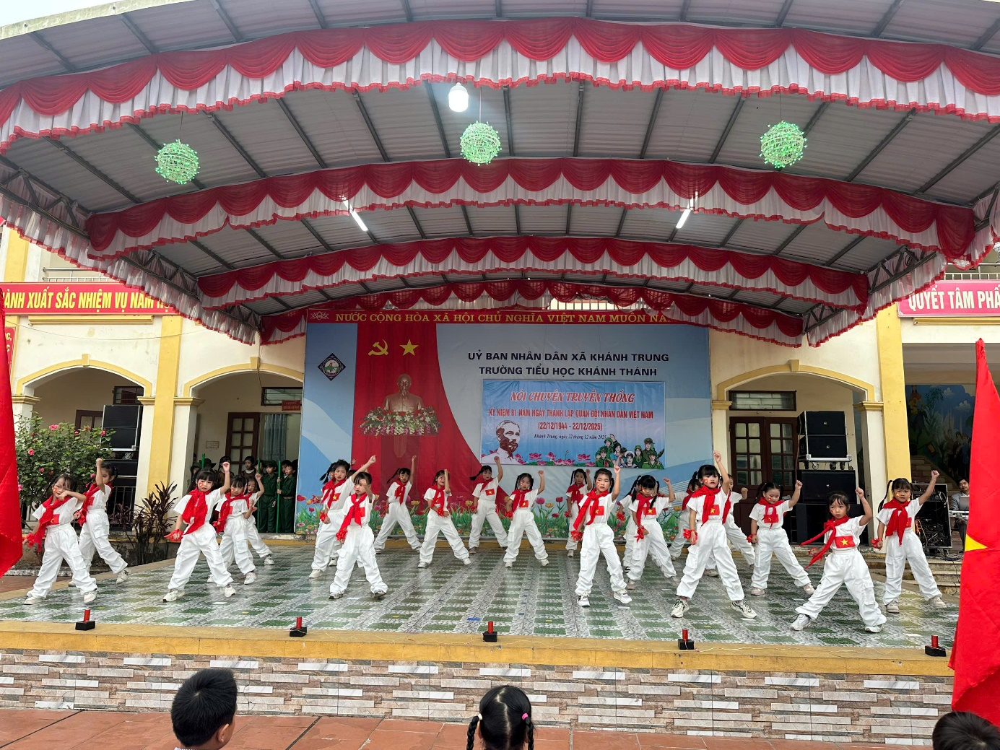 ÀNH XUẤT SẮC NHIỆM VỤ NĂM H
QUYẾT TÂM PHẤ
NƯỚC CỘNG HÒA XÃ HỘI CHỦ NGHĨA VIỆT NAM MUÔN NĂ
UỶ BAN NHÂN DÂN XÃ KHÁNH TRUNG
TRƯỜNG TIỂU HỌC KHÁNH THÀNH
NÓI CHUYỆN TRUYỀN THỐNG
KỶ NIỆM 81 NĂM NGÀY THÀNH LẬP QUÂN ĐỘI NHÂN DÂN VIỆT NAM
(22/12/1944 - 22/12/2025)
Khánh Trung, ngày 22 tháng 12 năm 2025